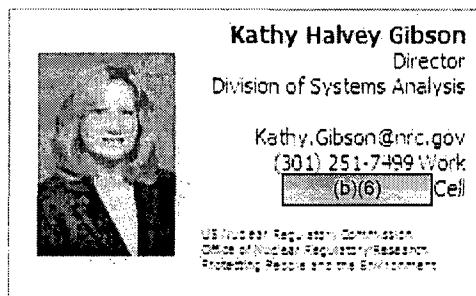 Kathy Halvey Gibson
Director
Division of Systems Analysis
Kathy.Gibson@nrc.gov
(301) 251-7499 Work
(b)(6) Cell
US Nuclear Regulatory Commission
Office of Nuclear Regulatory Research
Protecting People and the Environment